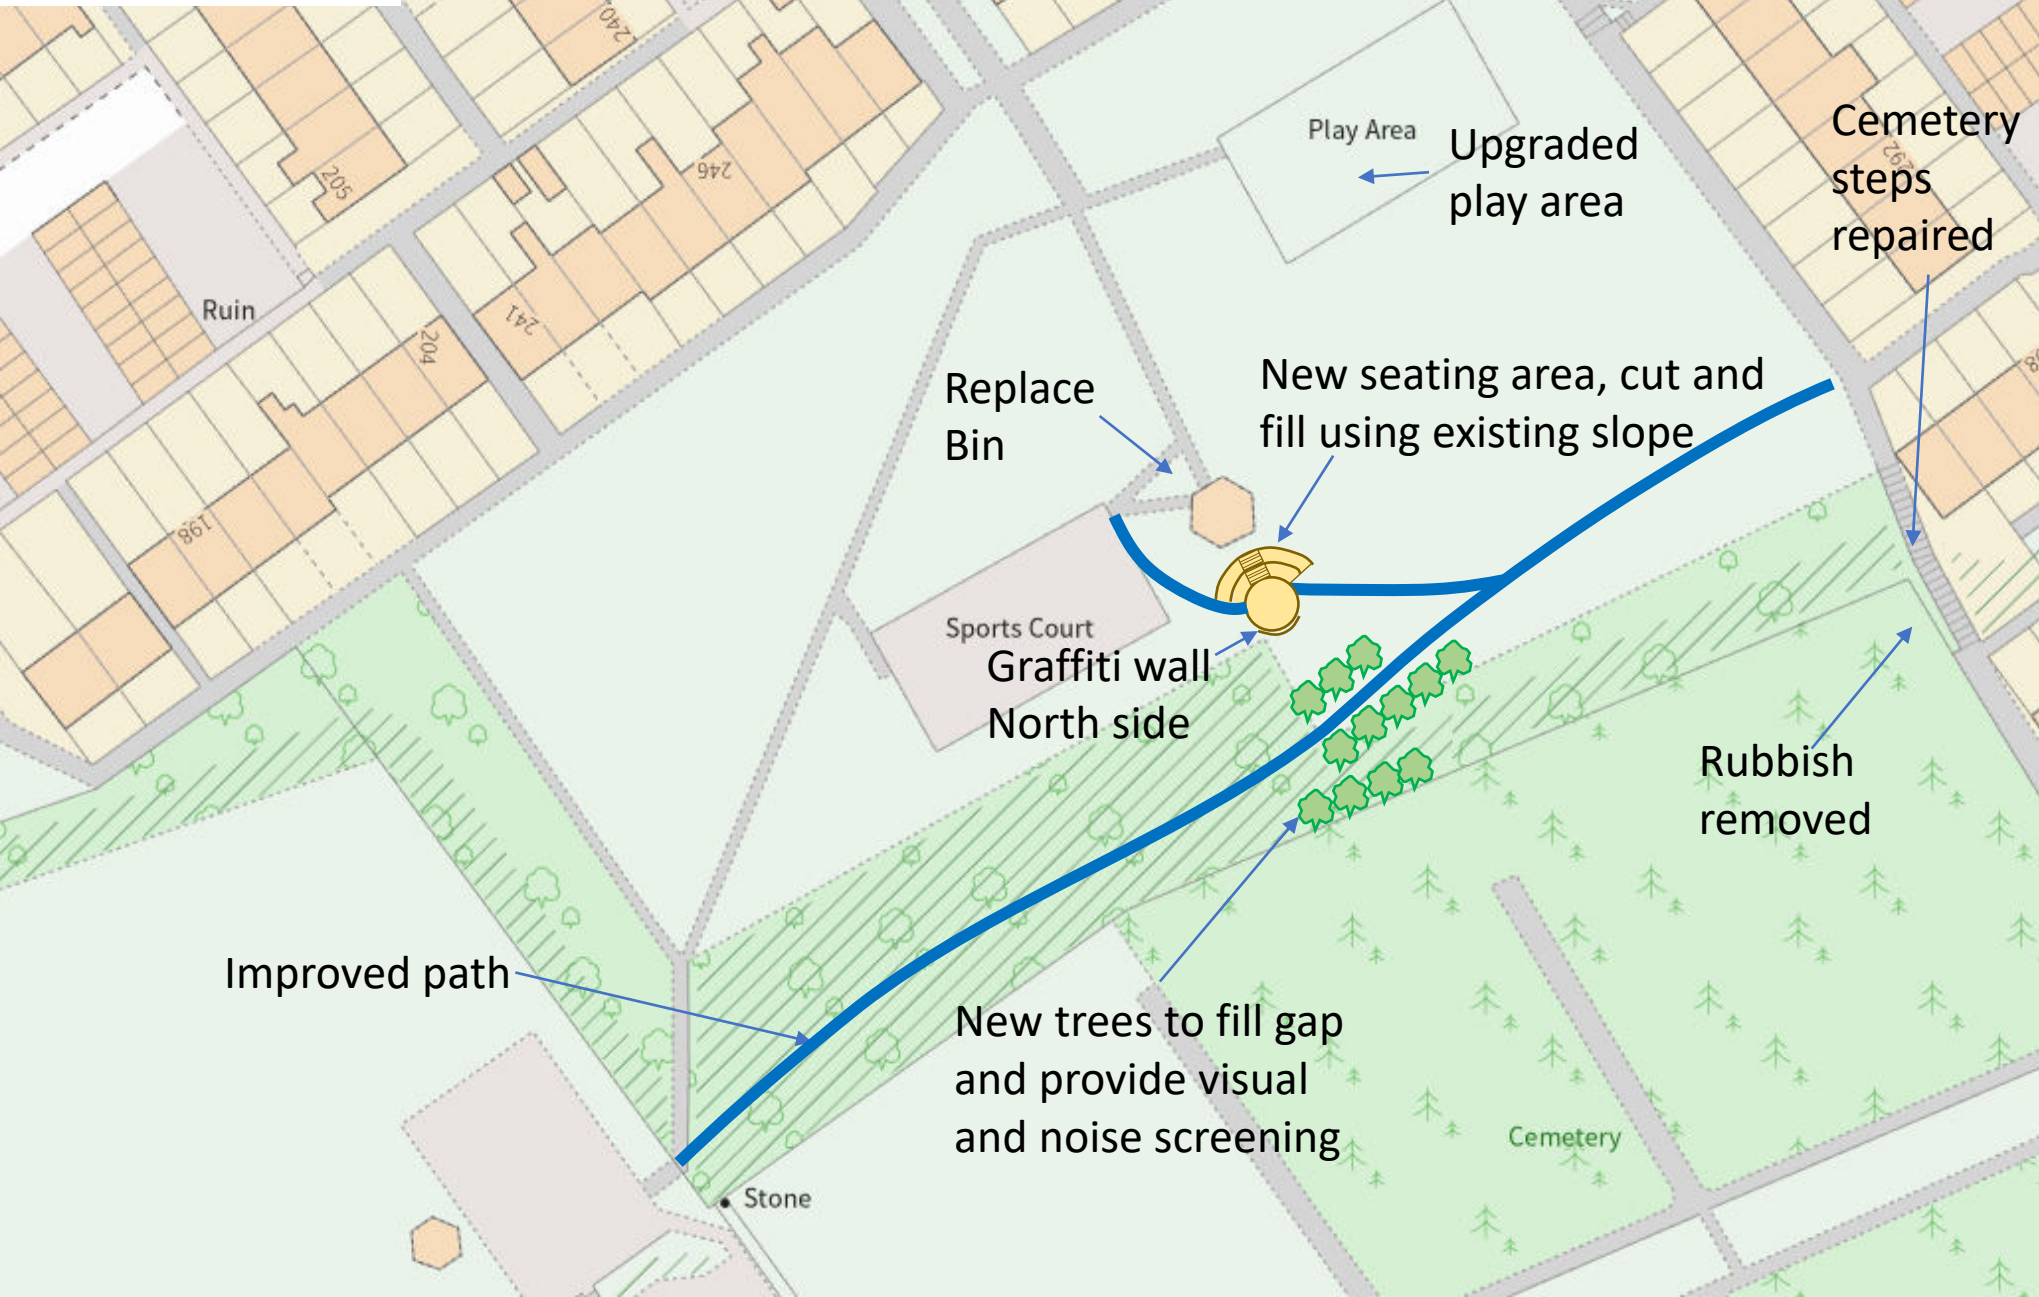 240
Play Area
Upgraded
play area
Cemetery
steps
repaired
292
246
205
Ruin
241
204
New seating area, cut and
fill using existing slope
Replace
Bin
198
Sports Court
Graffiti wall
North side
Rubbish
removed
Improved path
New trees to fill gap
and provide visual
and noise screening
Cemetery
Stone